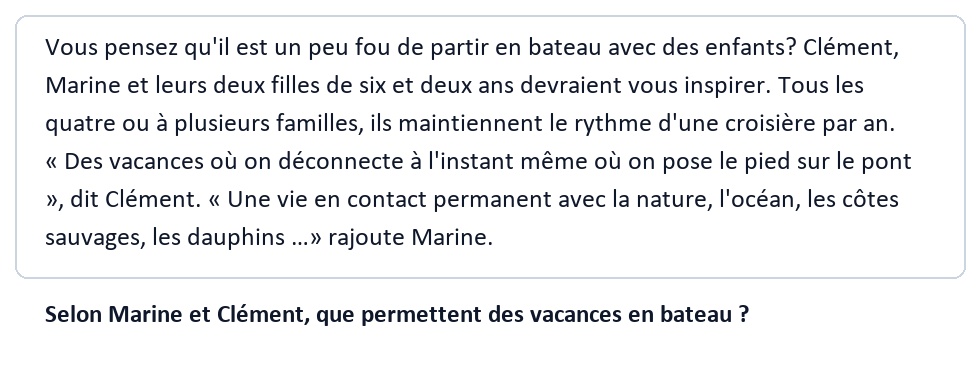 Vous pensez qu'il est un peu fou de partir en bateau avec des enfants? Clément,
Marine et leurs deux filles de six et deux ans devraient vous inspirer. Tous les
quatre ou à plusieurs familles, ils maintiennent le rythme d'une croisière par an.
« Des vacances où on déconnecte à l'instant même où on pose le pied sur le pont
», dit Clément. « Une vie en contact permanent avec la nature, l'océan, les côtes
sauvages, les dauphins …» rajoute Marine.
Selon Marine et Clément, que permettent des vacances en bateau ?